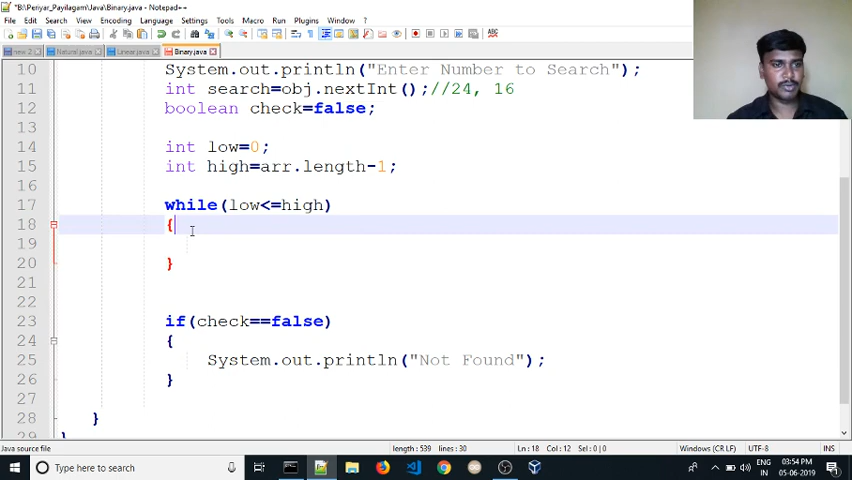 *B:\Periyar_Payilagam\Java\Binary.java - Notepad++
File Edit Search View Encoding Language Settings Tools Macro Run Plugins Window ?
new 2 Natural.java Linear.java Binary.java
10 System.out.println("Enter Number to Search");
11 int search=obj.nextInt();//24, 16
12 boolean check=false;
13
14 int low=0;
15 int high=arr.length-1;
16
17 while(low<=high)
18 {
19
20 }
21
22
23 if(check==false)
24 {
25 System.out.println("Not Found");
26 }
27
28 }
29 }
Java source file length : 539 lines : 30 Ln : 18 Col : 12 Sel : 0 | 0 Windows (CR LF) UTF-8 INS
Type here to search
ENG
IN
03:54 PM
05-06-2019